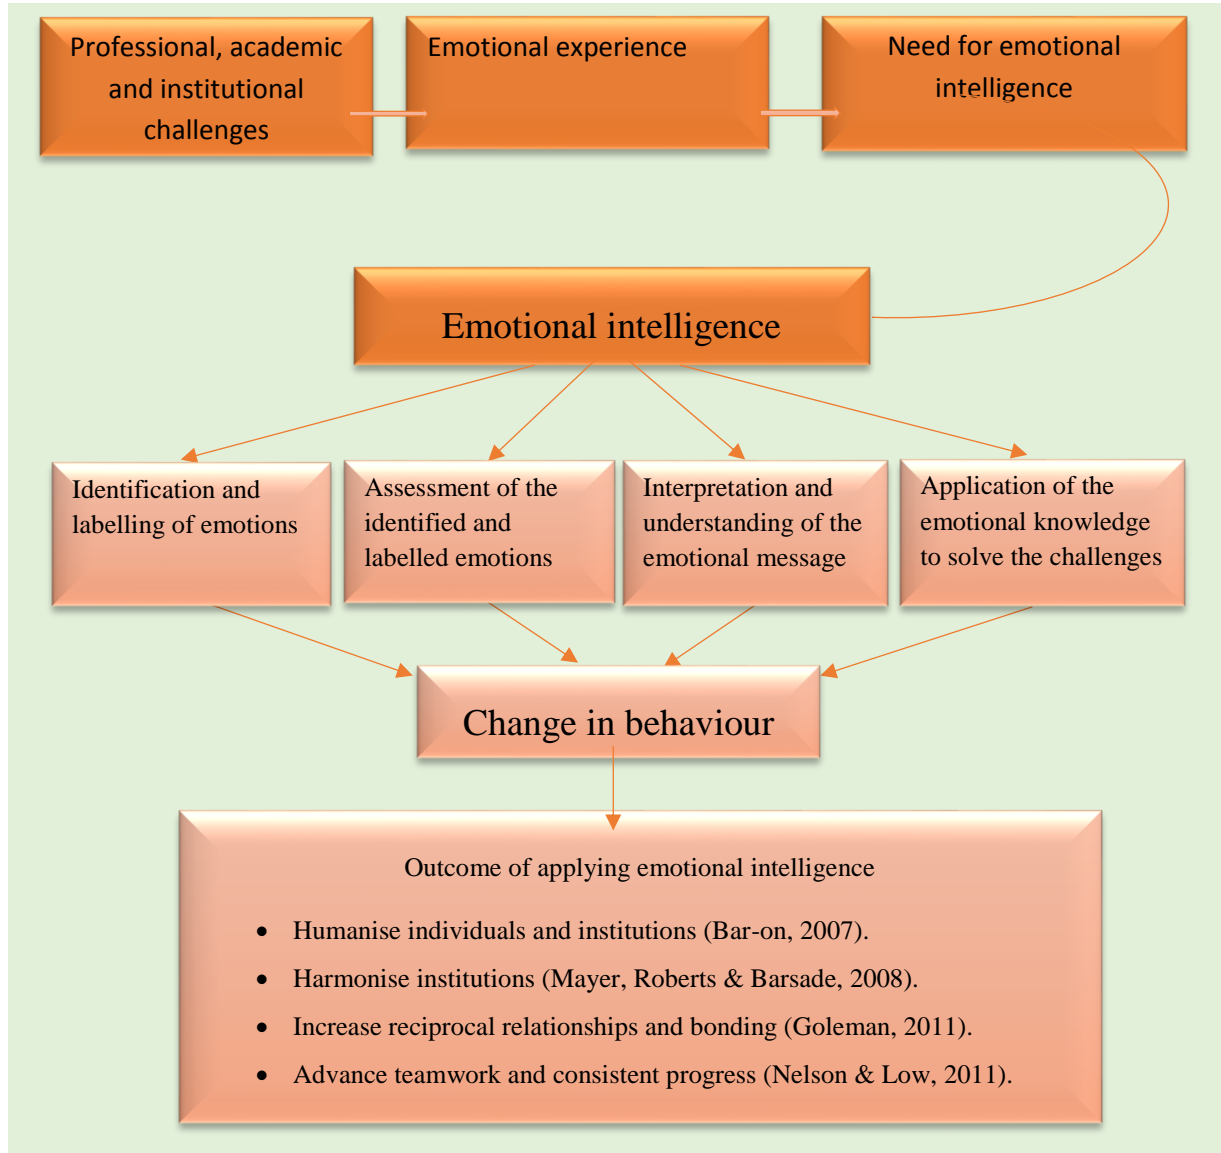 Professional, academic
and institutional
challenges
Emotional experience
Need for emotional
intelligence
Emotional intelligence
Identification and
labelling of emotions
Assessment of the
identified and
labelled emotions
Interpretation and
understanding of the
emotional message
Application of the
emotional knowledge
to solve the challenges
Change in behaviour
Outcome of applying emotional intelligence
• Humanise individuals and institutions (Bar-on, 2007).
• Harmonise institutions (Mayer, Roberts & Barsade, 2008).
• Increase reciprocal relationships and bonding (Goleman, 2011).
• Advance teamwork and consistent progress (Nelson & Low, 2011).